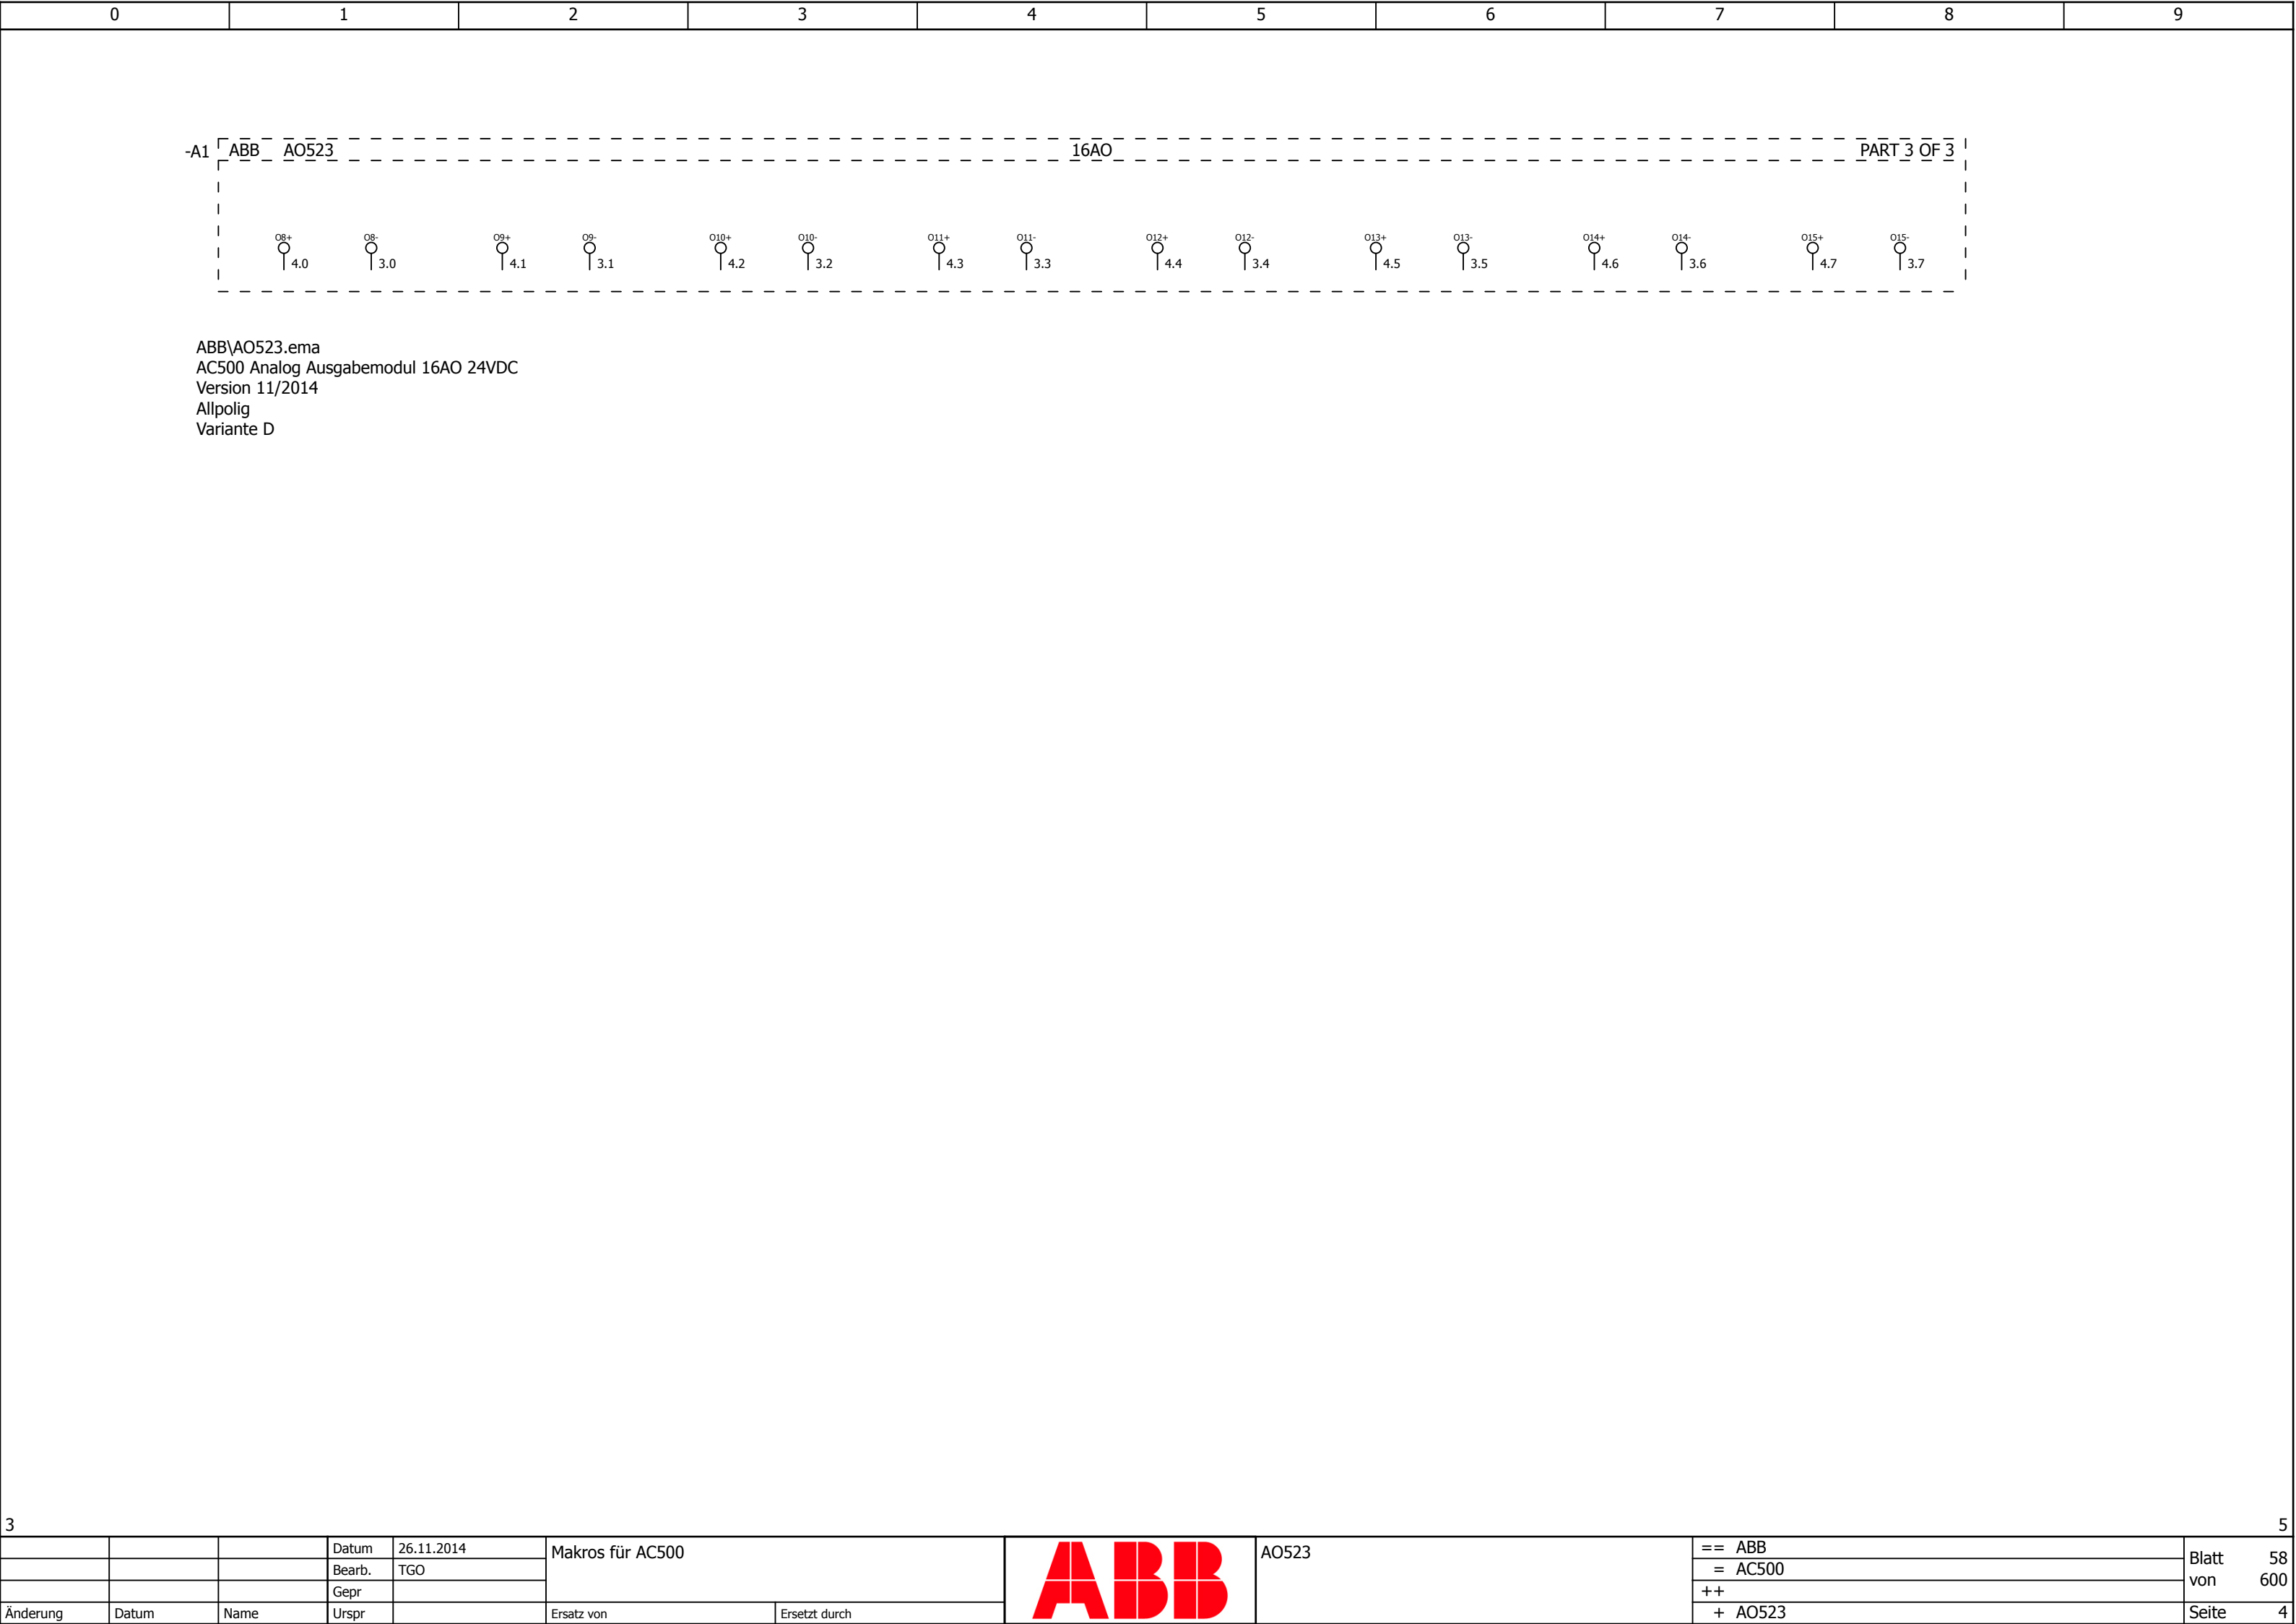 0 1 2 3 4 5 6 7 8 9
-A1 ABB AO523 16AO PART 3 OF 3
O8+ O8- O9+ O9- O10+ O10- O11+ O11- O12+ O12- O13+ O13- O14+ O14- O15+ O15-
4.0 3.0 4.1 3.1 4.2 3.2 4.3 3.3 4.4 3.4 4.5 3.5 4.6 3.6 4.7 3.7
ABB\AO523.ema
AC500 Analog Ausgabemodul 16AO 24VDC
Version 11/2014
Allpolig
Variante D
3 5
Datum 26.11.2014 Makros für AC500 ABB AO523 == ABB Blatt 58
Bearb. TGO = AC500 von 600
Gepr ++
Änderung Datum Name Urspr Ersatz von Ersetzt durch + AO523 Seite 4